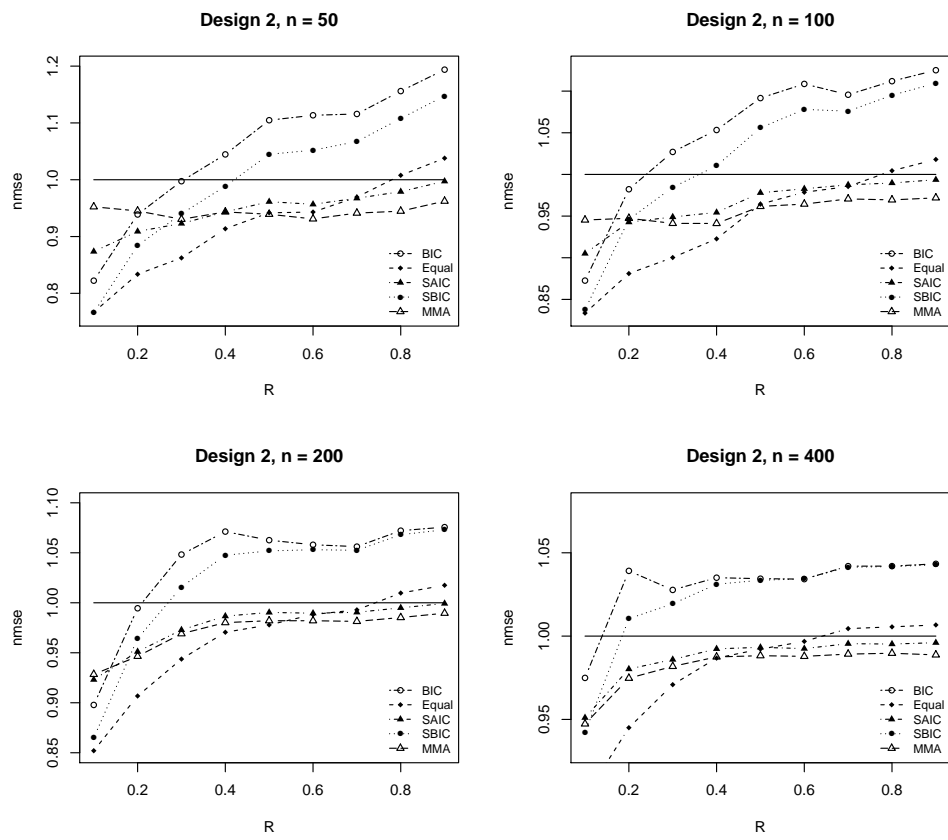 Design 2, n = 50
nmse
0.8 0.9 1.0 1.1 1.2
0.2 0.4 0.6 0.8
R
BIC
Equal
SAIC
SBIC
MMA
Design 2, n = 100
nmse
0.85 0.95 1.05
0.2 0.4 0.6 0.8
R
BIC
Equal
SAIC
SBIC
MMA
Design 2, n = 200
nmse
0.85 0.90 0.95 1.00 1.05 1.10
0.2 0.4 0.6 0.8
R
BIC
Equal
SAIC
SBIC
MMA
Design 2, n = 400
nmse
0.95 1.00 1.05
0.2 0.4 0.6 0.8
R
BIC
Equal
SAIC
SBIC
MMA